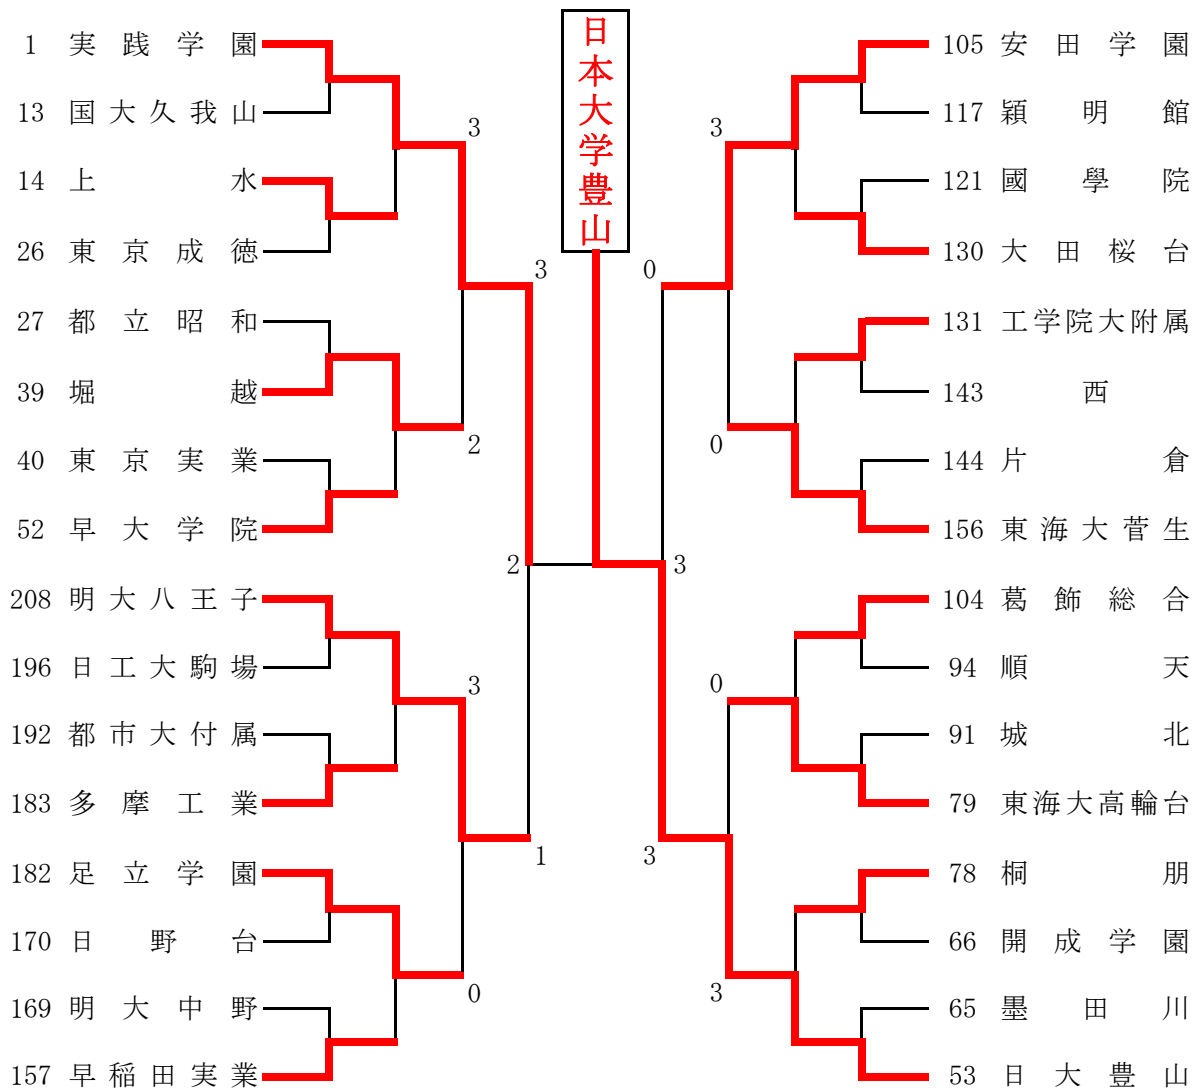 日本大学豊山
1 実践学園
13 国大久我山
3
14 上水
26 東京成徳
3
27 都立昭和
39 堀越
2
40 東京実業
52 早大学院
2
208 明大八王子
196 日工大駒場
3
192 都市大付属
183 多摩工業
1
182 足立学園
170 日野台
0
169 明大中野
157 早稲田実業
105 安田学園
117 穎明館
3
121 國學院
130 大田桜台
0
131 工学院大附属
143 西
0
144 片倉
156 東海大菅生
3
104 葛飾総合
94 順天
0
91 城北
79 東海大高輪台
3
78 桐朋
66 開成学園
3
65 墨田川
53 日大豊山